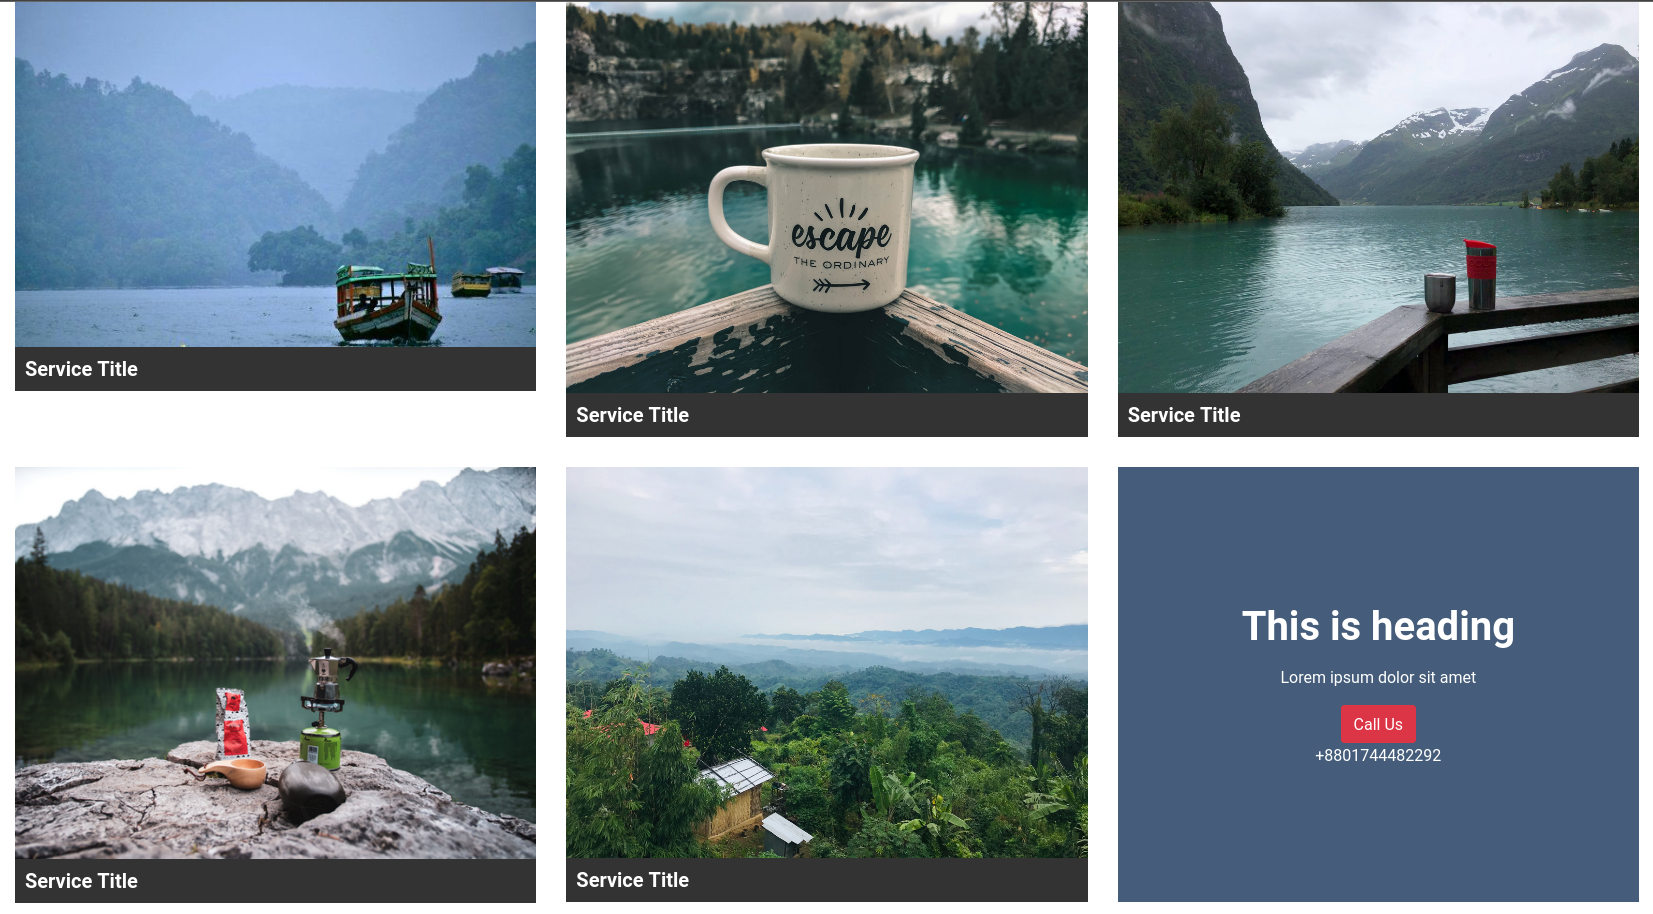 Service Title
escape
THE ORDINARY
Service Title
Service Title
Service Title
Service Title
This is heading
Lorem ipsum dolor sit amet
Call Us
+8801744482292